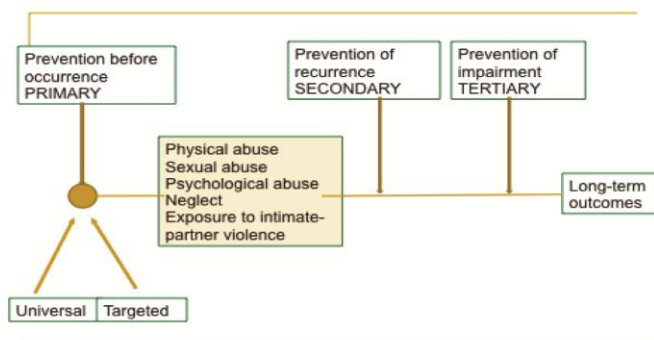 Prevention before
occurrence
PRIMARY
Prevention of
recurrence
SECONDARY
Prevention of
impairment
TERTIARY
Physical abuse
Sexual abuse
Psychological abuse
Neglect
Exposure to intimate-
partner violence
Long-term
outcomes
Universal
Targeted